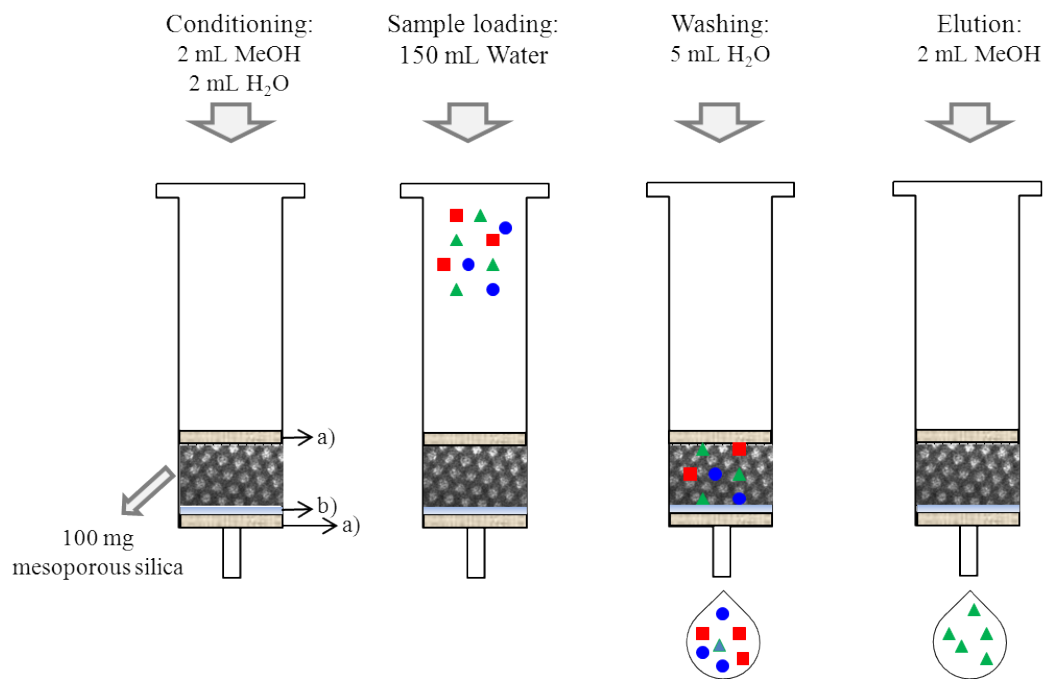 Conditioning:
2 mL MeOH
2 mL H₂O
Sample loading:
150 mL Water
Washing:
5 mL H₂O
Elution:
2 mL MeOH
a)
b)
a)
100 mg
mesoporous silica